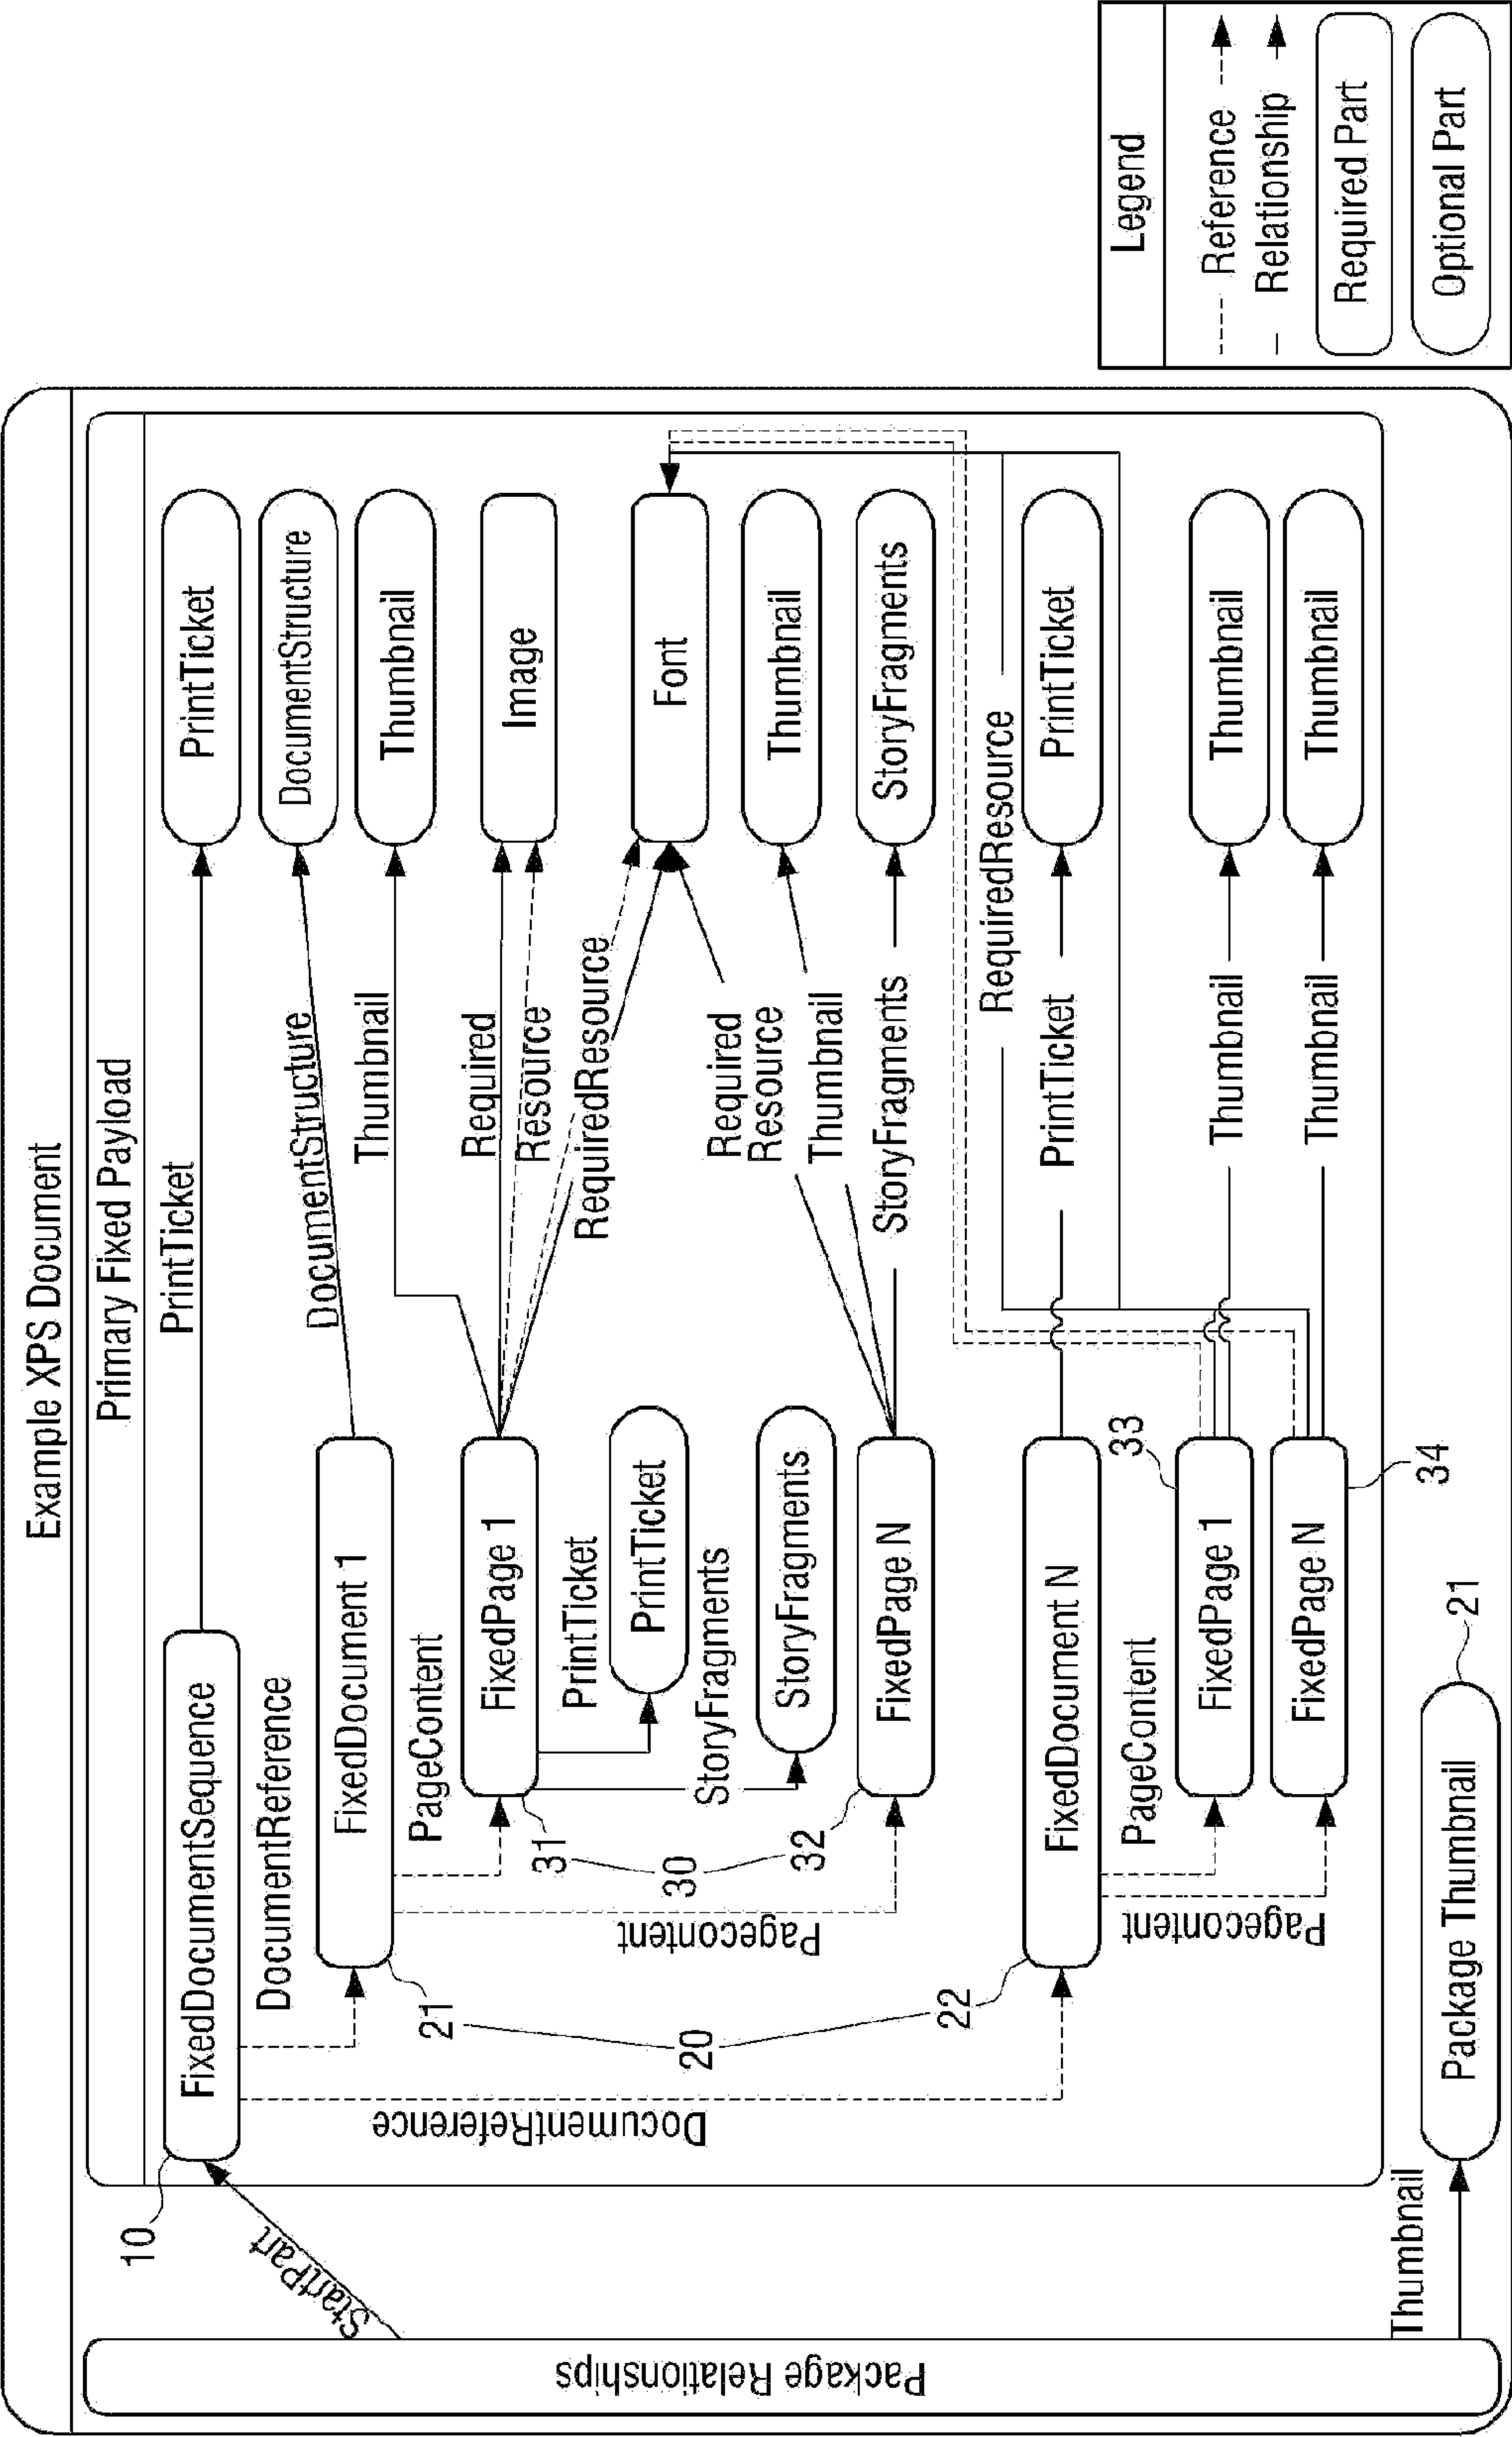 Example XPS Document
Primary Fixed Payload
Package Relationships
StartPart
10
FixedDocumentSequence
PrintTicket
PrintTicket
DocumentReference
DocumentReference
FixedDocument 1
21
20
22
DocumentStructure
DocumentStructure
PageContent
Pagecontent
FixedPage 1
31
30
32
Thumbnail
Thumbnail
Required
Resource
Image
RequiredResource
Font
PrintTicket
PrintTicket
StoryFragments
StoryFragments
FixedPage N
Required
Resource
Thumbnail
Thumbnail
StoryFragments
StoryFragments
RequiredResource
FixedDocument N
PrintTicket
PrintTicket
PageContent
Pagecontent
33
FixedPage 1
Thumbnail
Thumbnail
FixedPage N
34
Thumbnail
Thumbnail
Thumbnail
Package Thumbnail
21
Legend
Reference
Relationship
Required Part
Optional Part